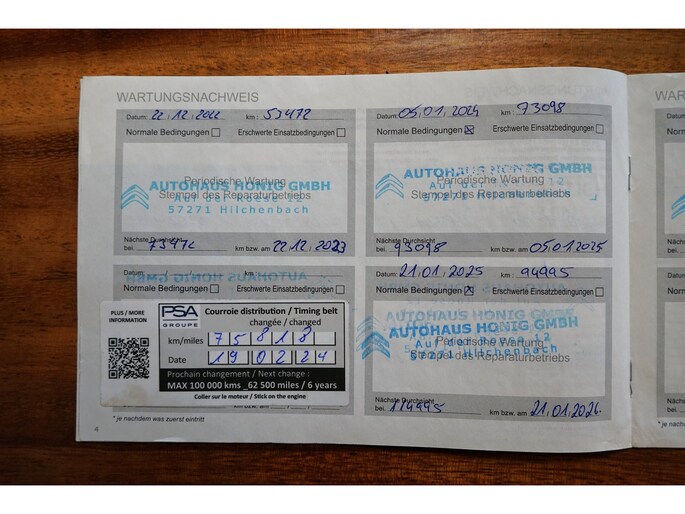 WARTUNGSNACHWEIS
Datum: 22.12.2022 km: 53472
Normale Bedingungen Erschwerte Einsatzbedingungen
Periodische Wartung
AUTOHAUS HONIG GMBH
Stempel des Reparaturbetriebs
57271 Hilchenbach
Nächste Durchsicht
bei: 73472 km bzw. am 22.12.2023
Datum: 05.01.2024 km: 73098
Normale Bedingungen Erschwerte Einsatzbedingungen
AUTOHAUS HONIG GMBH
Periodische Wartung
Stempel des Reparaturbetriebs
57271 Hilchenbach
Nächste Durchsicht
bei: 93098 km bzw. am 05.01.2025
Normale Bedingungen Erschwerte Einsatzbedingungen
PLUS / MORE
INFORMATION
PSA
GROUPE
Courroie distribution / Timing belt
changée / changed
km/miles 75818
Date 190224
Prochain changement / Next change :
MAX 100 000 kms _62 500 miles / 6 years
Coller sur le moteur / Stick on the engine
Datum: 21.01.2025 km: 94995
Normale Bedingungen Erschwerte Einsatzbedingungen
AUTOHAUS HONIG GMBH
Periodische Wartung
57271 Hilchenbach
Stempel des Reparaturbetriebs
Nächste Durchsicht
bei: 114995 km bzw. am 21.01.2026
4
* je nachdem was zuerst eintritt